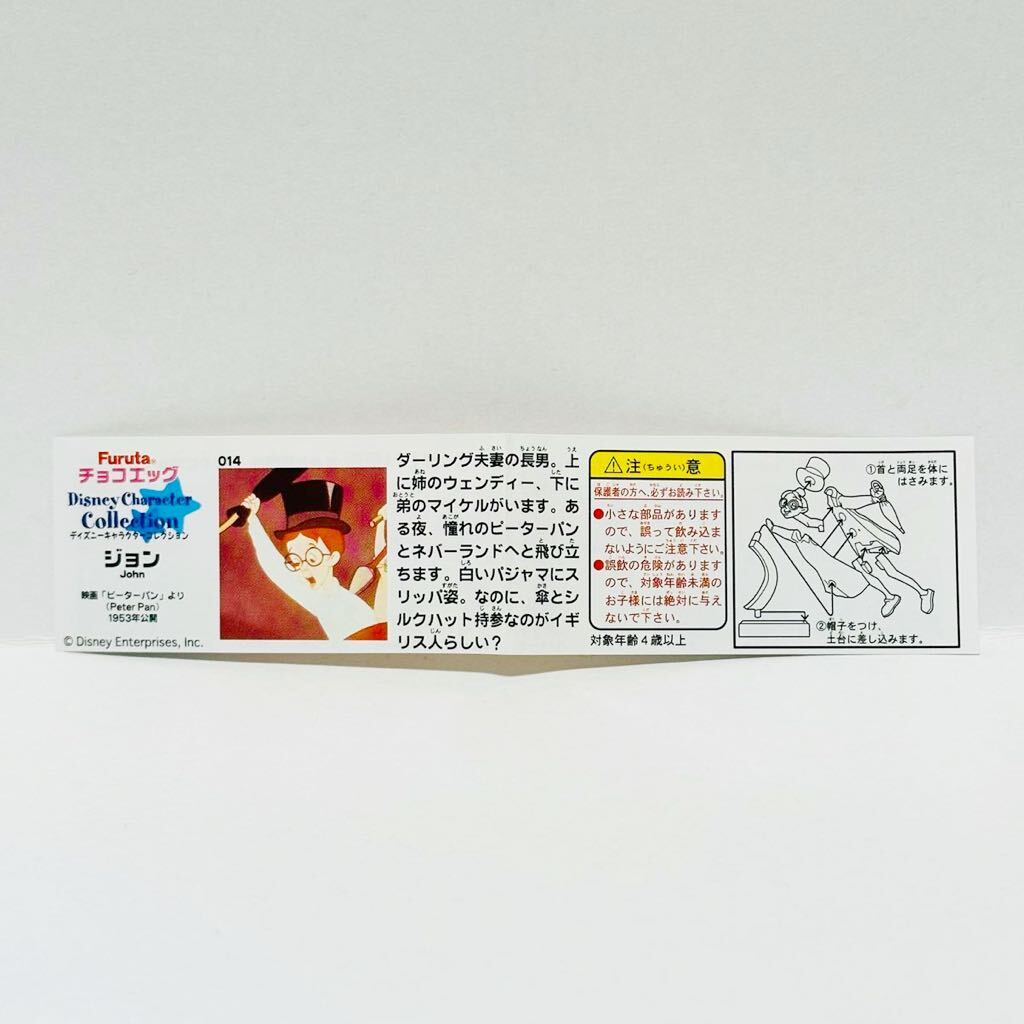 Furuta®
チョコエッグ
Disney Character
Collection
ディズニーキャラクターコレクション
ジョン
John
映画「ピーターパン」より
(Peter Pan)
1953年公開
© Disney Enterprises, Inc.
014
ダーリング夫妻の長男。上
に姉のウェンディー、下に
弟のマイケルがいます。あ
る夜、憧れのピーターパン
とネバーランドへと飛び立
ちます。白いパジャマにス
リッパ姿。なのに、傘とシ
ルクハット持参なのがイギ
リス人らしい?
注(ちゅうい)意
保護者の方へ、必ずお読み下さい。
●小さな部品があります
ので、誤って飲み込ま
ないようにご注意下さい。
●誤飲の危険があります
ので、対象年齢未満の
お子様には絶対に与え
ないで下さい。
対象年齢4歳以上
①首と両足を体に
はさみます。
②帽子をつけ、
土台に差し込みます。